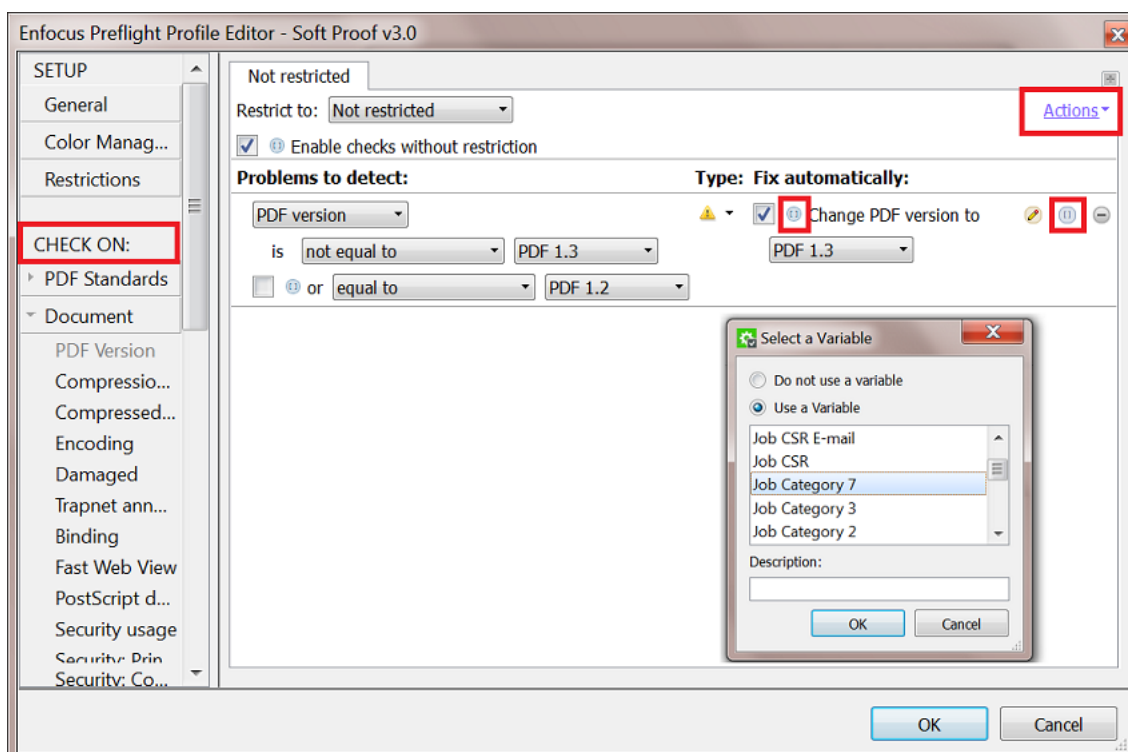 Enfocus Preflight Profile Editor - Soft Proof v3.0
SETUP
General
Color Manag...
Restrictions
CHECK ON:
PDF Standards
Document
PDF Version
Compressio...
Compressed...
Encoding
Damaged
Trapnet ann...
Binding
Fast Web View
PostScript d...
Security usage
Security: Prin
Security: Co...
Not restricted
Restrict to: Not restricted
Actions
Enable checks without restriction
Problems to detect: Type: Fix automatically:
PDF version Change PDF version to
is not equal to PDF 1.3 PDF 1.3
or equal to PDF 1.2
Select a Variable
Do not use a variable
Use a Variable
Job CSR E-mail
Job CSR
Job Category 7
Job Category 3
Job Category 2
Description:
OK Cancel
OK Cancel